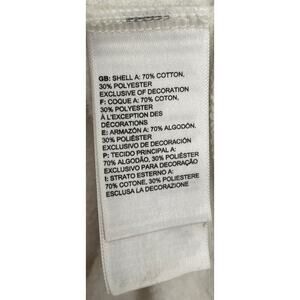 GB: SHELL A: 70% COTTON,
30% POLYESTER
EXCLUSIVE OF DECORATION
F: COQUE A: 70% COTON,
30% POLYESTER
À L'EXCEPTION DES
DÉCORATIONS
E: ARMAZÓN A: 70% ALGODÓN,
30% POLIÉSTER
EXCLUSIVO DE DECORACIÓN
P: TECIDO PRINCIPAL A:
70% ALGODÃO, 30% POLIÉSTER
EXCLUSIVO PARA DECORAÇÃO
I: STRATO ESTERNO A:
70% COTONE, 30% POLIESTERE
ESCLUSA LA DECORAZIONE